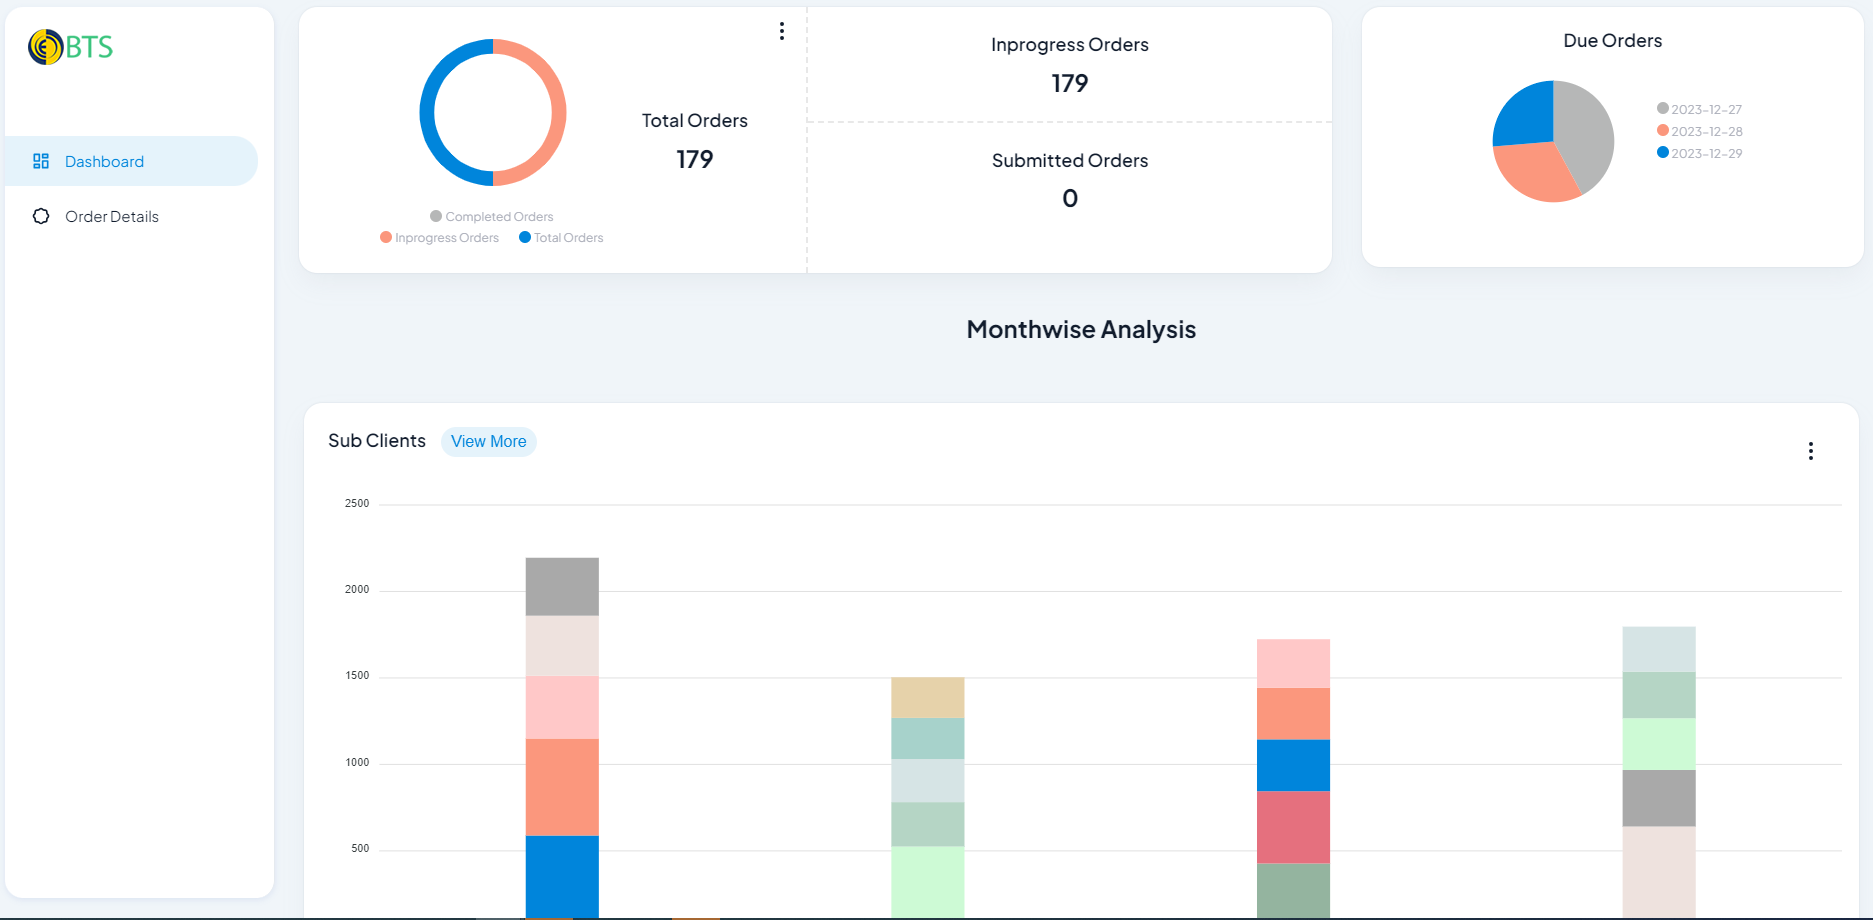 BTS
Dashboard
Order Details
Total Orders
179
Completed Orders
Inprogress Orders
Total Orders
Inprogress Orders
179
Submitted Orders
0
Due Orders
2023-12-27
2023-12-28
2023-12-29
Monthwise Analysis
Sub Clients
View More
2500
2000
1500
1000
500